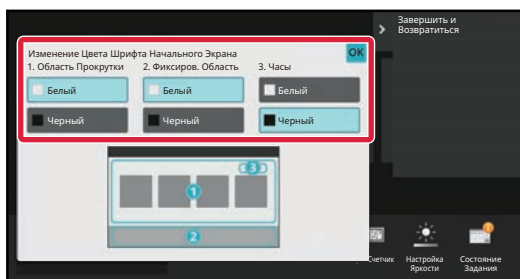 Завершить и
Возвратиться
Изменение Цвета Шрифта Начального Экрана
OK
1. Область Прокрутки 2. Фиксиров. Область 3. Часы
Белый Белый Белый
Черный Черный Черный
3
1
2
Счетчик Настройка Яркости Состояние Задания